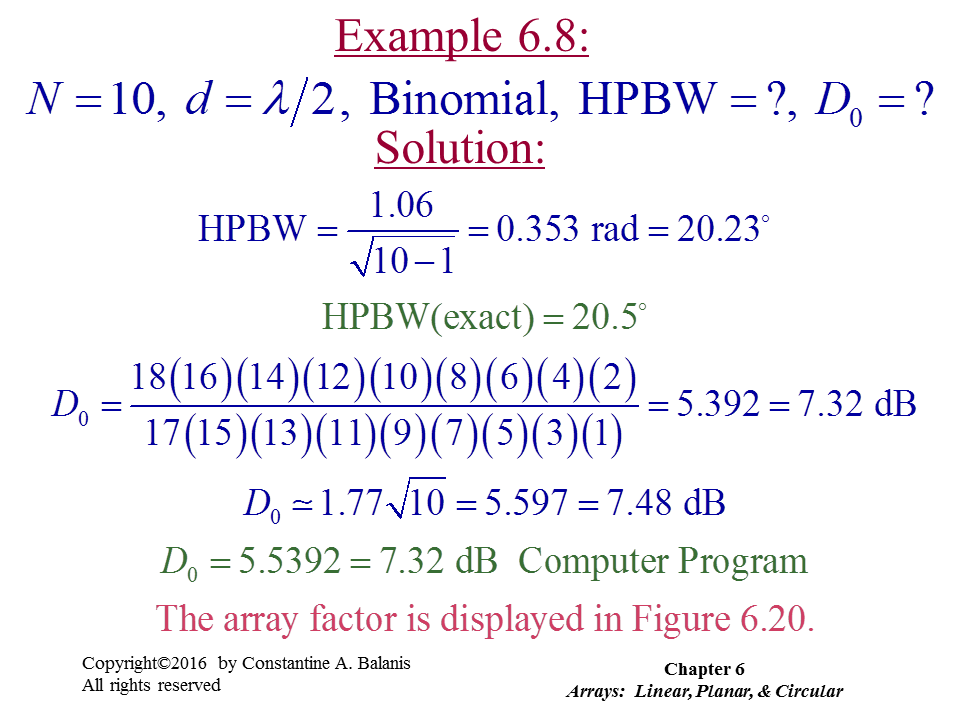 Example 6.8:
N = 10, d = λ/2, Binomial, HPBW = ?, D₀ = ?
Solution:
HPBW = 1.06 / √(10 − 1) = 0.353 rad = 20.23°
HPBW(exact) = 20.5°
D₀ = 18(16)(14)(12)(10)(8)(6)(4)(2) / 17(15)(13)(11)(9)(7)(5)(3)(1) = 5.392 = 7.32 dB
D₀ ≃ 1.77√10 = 5.597 = 7.48 dB
D₀ = 5.5392 = 7.32 dB Computer Program
The array factor is displayed in Figure 6.20.
Copyright©2016 by Constantine A. Balanis
All rights reserved
Chapter 6
Arrays: Linear, Planar, & Circular